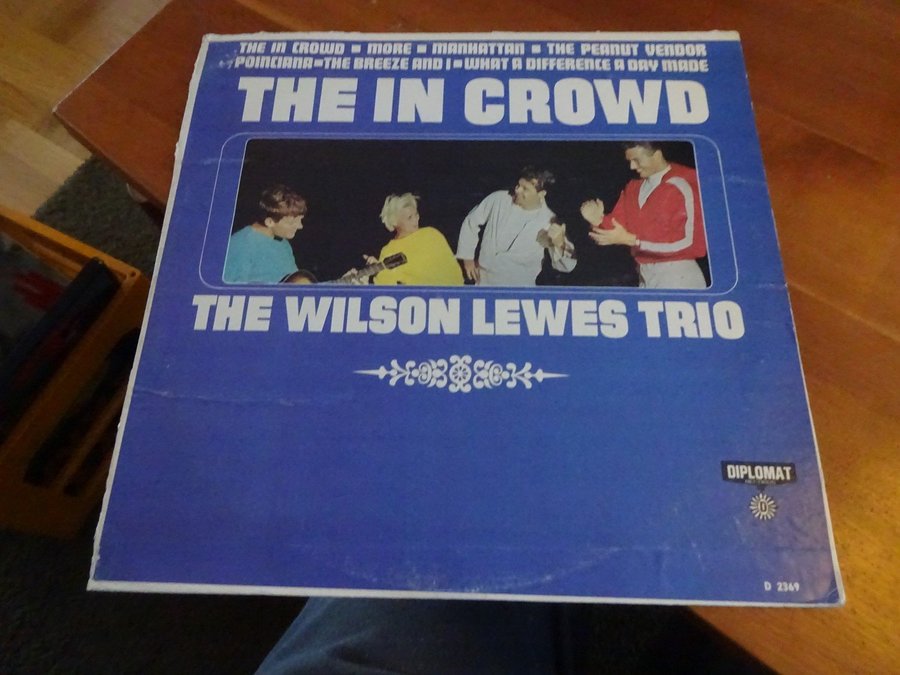 THE IN CROWD ▪ MORE ▪ MANHATTAN ▪ THE PEANUT VENDOR
POINCIANA▪THE BREEZE AND I▪WHAT A DIFFERENCE A DAY MADE
THE IN CROWD
THE WILSON LEWES TRIO
DIPLOMAT
D
D 2369